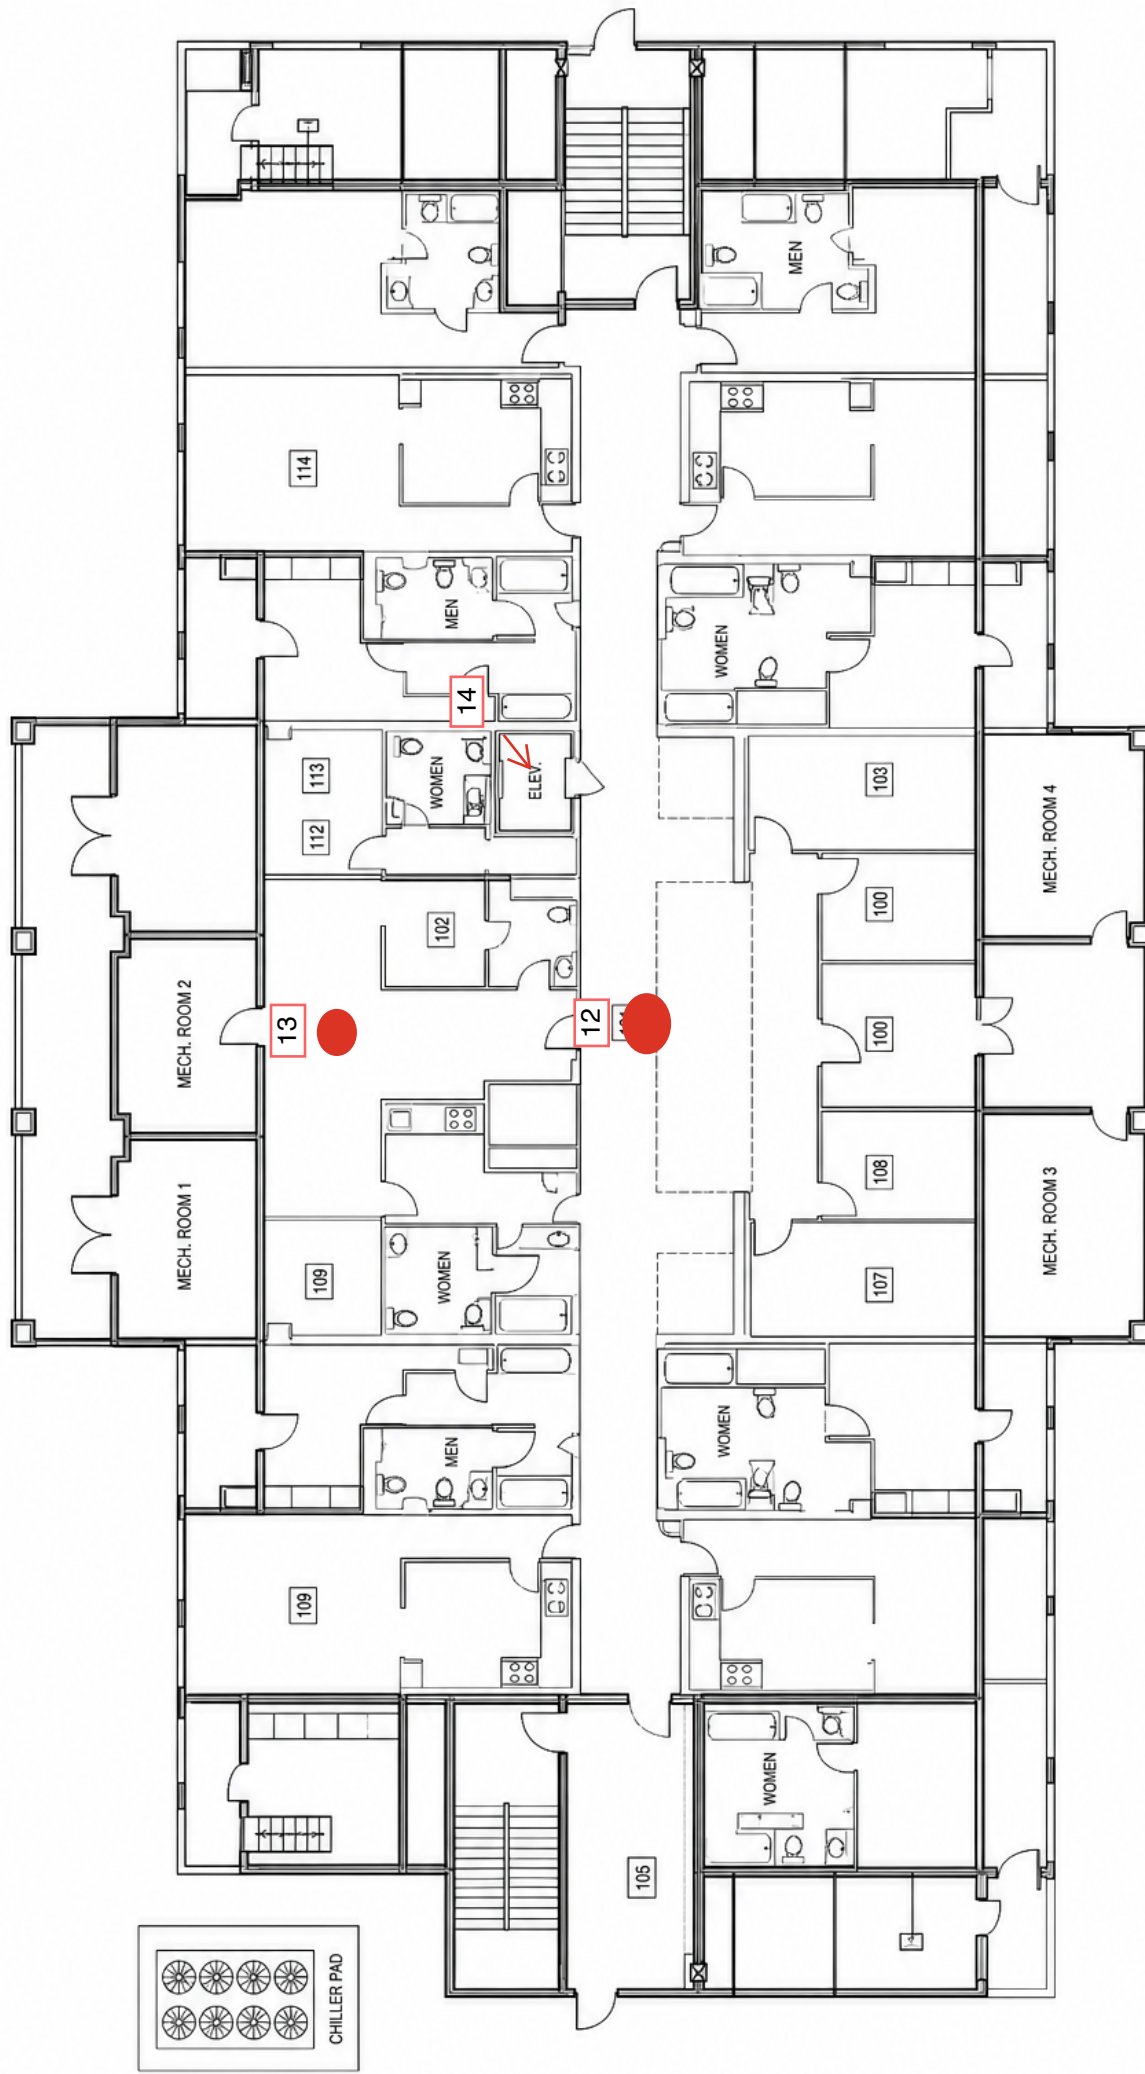 MEN
114
MEN
WOMEN
14
113
WOMEN
ELEV.
103
MECH. ROOM 4
112
100
102
MECH. ROOM 2
13
12
100
MECH. ROOM 1
108
MECH. ROOM 3
109
WOMEN
107
MEN
WOMEN
109
WOMEN
105
CHILLER PAD